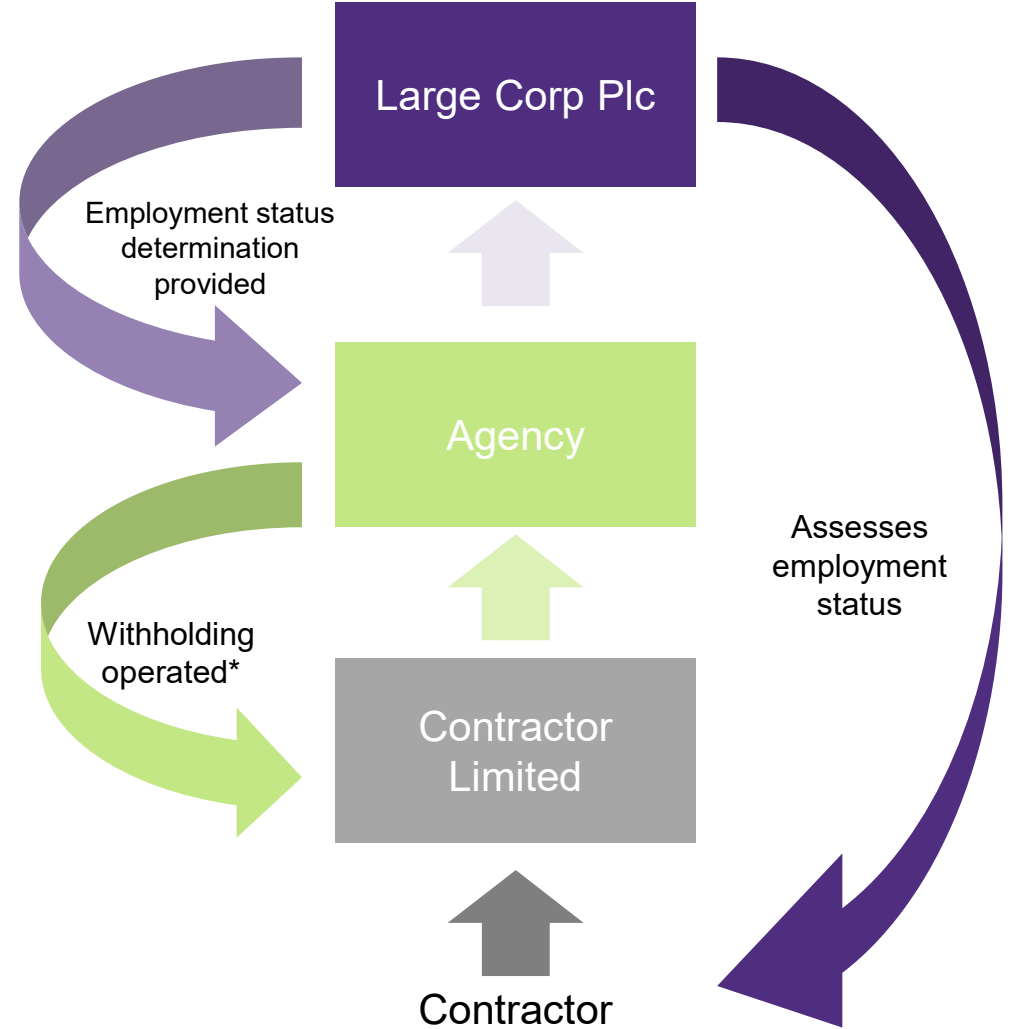 Large Corp Plc
Employment status
determination
provided
Agency
Assesses
employment
status
Withholding
operated*
Contractor
Limited
Contractor